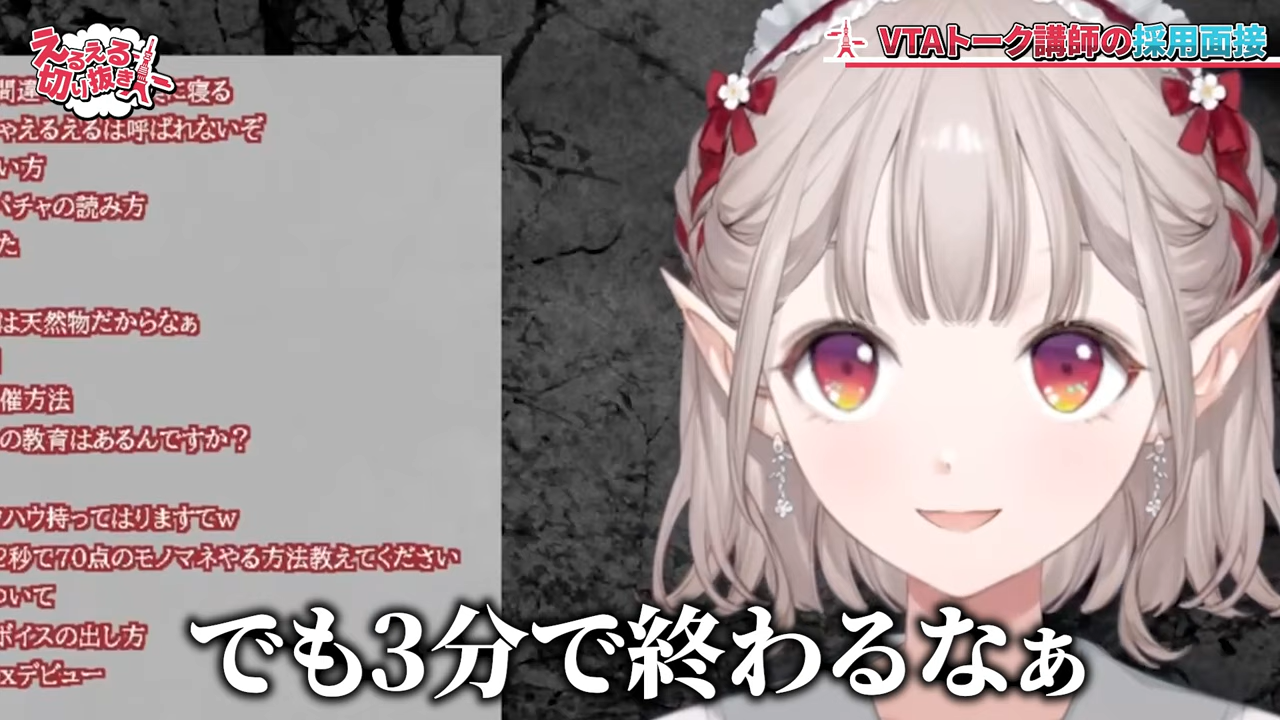 えるえる
切り抜き
VTAトーク講師の採用面接
間違 に寝る
ゃえるえるは呼ばれないぞ
い方
パチャの読み方
た
は天然物だからなぁ
催方法
の教育はあるんですか？
ハウ持ってはりますてw
2秒で70点のモノマネやる方法教えてください
ついて
ボイスの出し方
xデビュー
でも3分で終わるなぁ